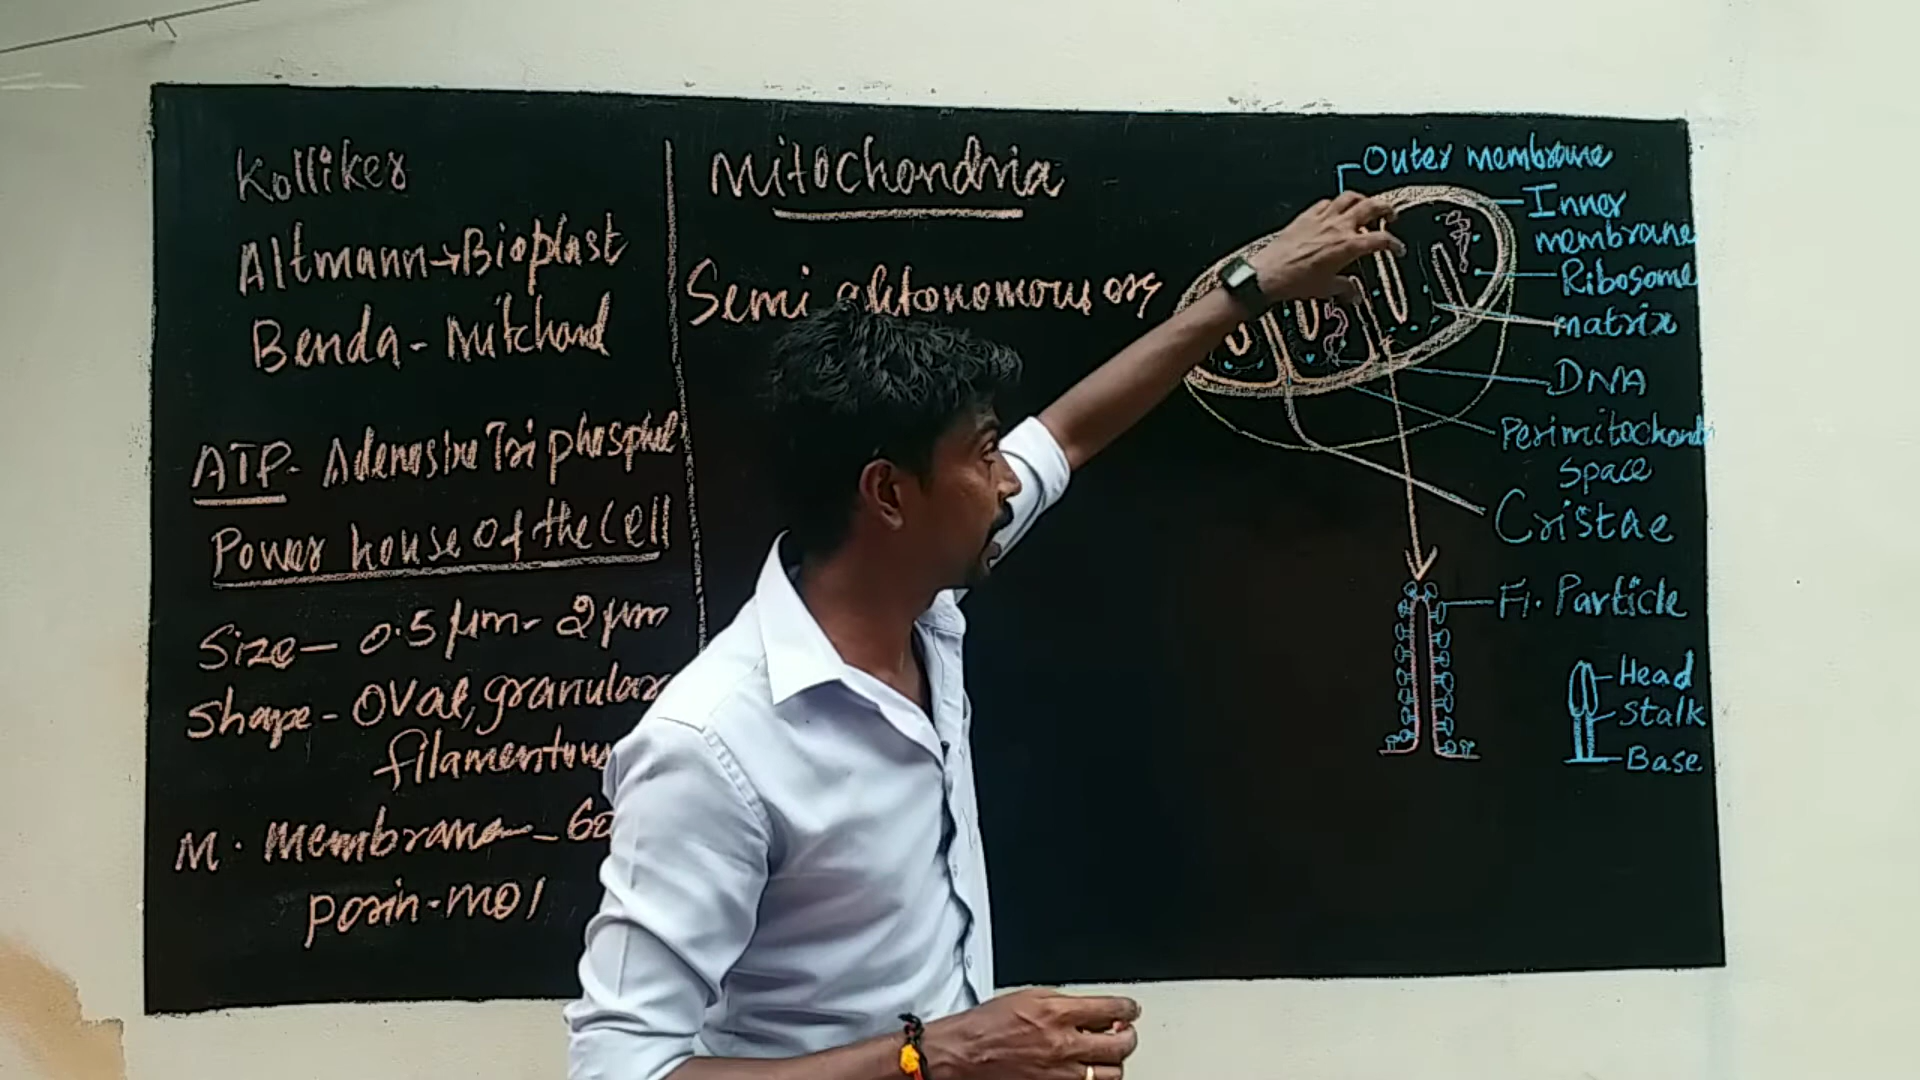 Kolliker
Altmann→Bioplast
Benda - Mitchond
ATP - Adenosine Tri phosphet
Power house of the Cell
Size - 0.5 μm - 2 μm
Shape - Oval, granular
filamentous
M. Membrane - 60
porin - mol
Mitochondria
Semi autonomous org
Outer membrane
Inner
membrane
Ribosome
matrix
DNA
Perimitochondi
Space
Cristae
F1. Particle
Head
Stalk
Base